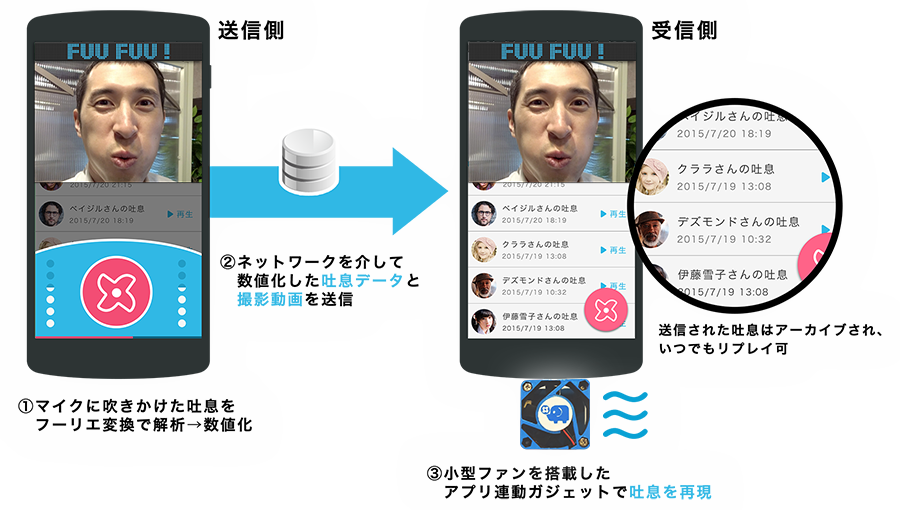 送信側
FUU FUU !
2015/7/20 21:15
ベイジルさんの吐息
2015/7/20 18:19
再生
①マイクに吹きかけた吐息を
フーリエ変換で解析→数値化
②ネットワークを介して
数値化した吐息データと
撮影動画を送信
受信側
FUU FUU !
2015/7/20 21:15
ベイジルさんの吐息
2015/7/20 18:19
再生
クララさんの吐息
2015/7/19 13:08
再生
デズモンドさんの吐息
2015/7/19 10:32
再生
伊藤雪子さんの吐息
2015/7/19 13:08
ベイジルさんの吐息
2015/7/20 18:19
クララさんの吐息
2015/7/19 13:08
デズモンドさんの吐息
2015/7/19 10:32
伊藤雪子さんの吐息
2015/7/19 13:08
送信された吐息はアーカイブされ、
いつでもリプレイ可
③小型ファンを搭載した
アプリ連動ガジェットで吐息を再現